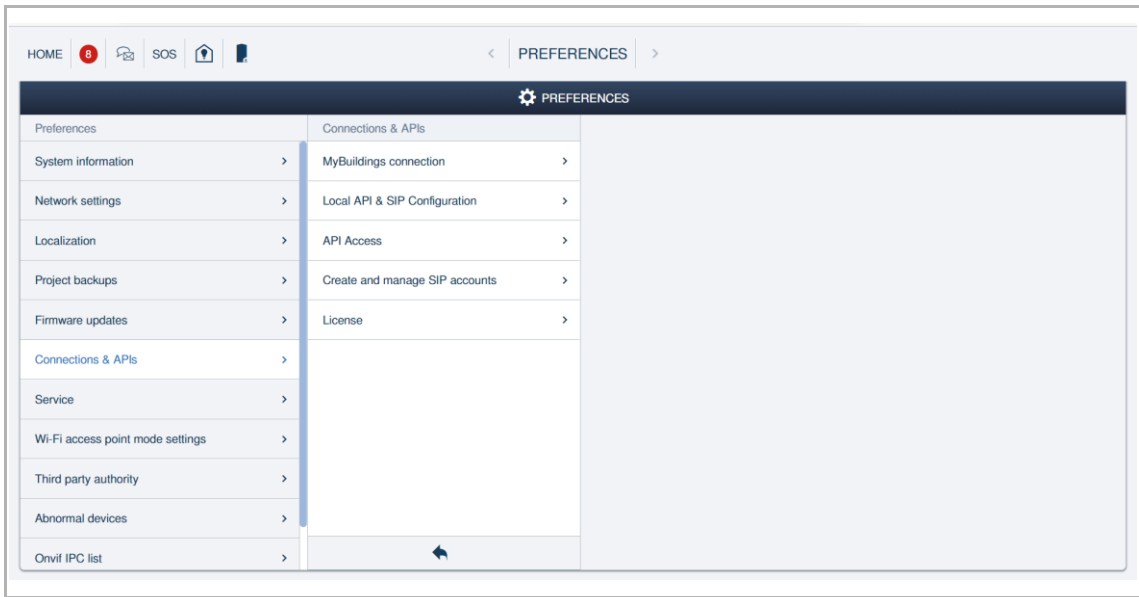 HOME 8 SOS PREFERENCES
PREFERENCES
Preferences
System information
Network settings
Localization
Project backups
Firmware updates
Connections & APIs
Service
Wi-Fi access point mode settings
Third party authority
Abnormal devices
Onvif IPC list
Connections & APIs
MyBuildings connection
Local API & SIP Configuration
API Access
Create and manage SIP accounts
License